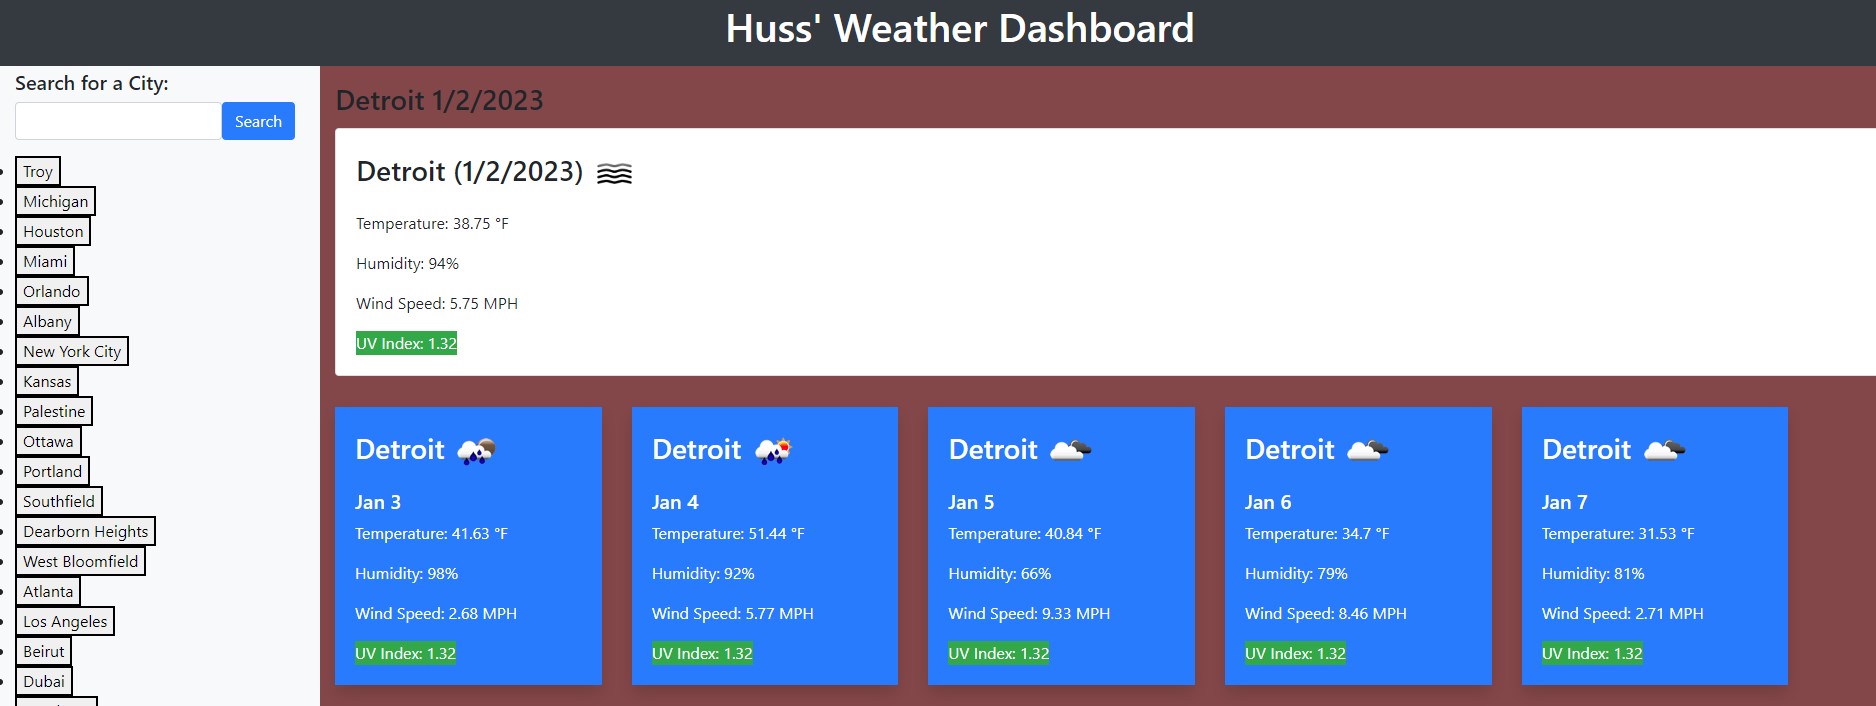 Huss' Weather Dashboard
Search for a City:
Search
Troy
Michigan
Houston
Miami
Orlando
Albany
New York City
Kansas
Palestine
Ottawa
Portland
Southfield
Dearborn Heights
West Bloomfield
Atlanta
Los Angeles
Beirut
Dubai
Detroit 1/2/2023
Detroit (1/2/2023)
Temperature: 38.75 °F
Humidity: 94%
Wind Speed: 5.75 MPH
UV Index: 1.32
Detroit
Jan 3
Temperature: 41.63 °F
Humidity: 98%
Wind Speed: 2.68 MPH
UV Index: 1.32
Detroit
Jan 4
Temperature: 51.44 °F
Humidity: 92%
Wind Speed: 5.77 MPH
UV Index: 1.32
Detroit
Jan 5
Temperature: 40.84 °F
Humidity: 66%
Wind Speed: 9.33 MPH
UV Index: 1.32
Detroit
Jan 6
Temperature: 34.7 °F
Humidity: 79%
Wind Speed: 8.46 MPH
UV Index: 1.32
Detroit
Jan 7
Temperature: 31.53 °F
Humidity: 81%
Wind Speed: 2.71 MPH
UV Index: 1.32